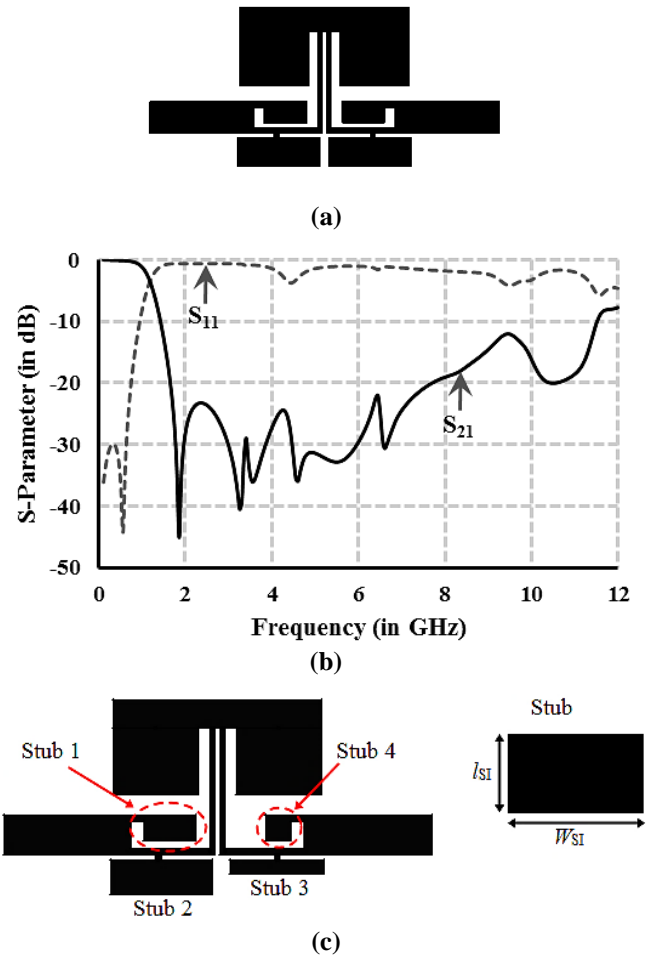 (a)
0
-10
-20
-30
-40
-50
S-Parameter (in dB)
S11
S21
0 2 4 6 8 10 12
Frequency (in GHz)
(b)
Stub
Stub 1
Stub 4
lSI
WSI
Stub 3
Stub 2
(c)